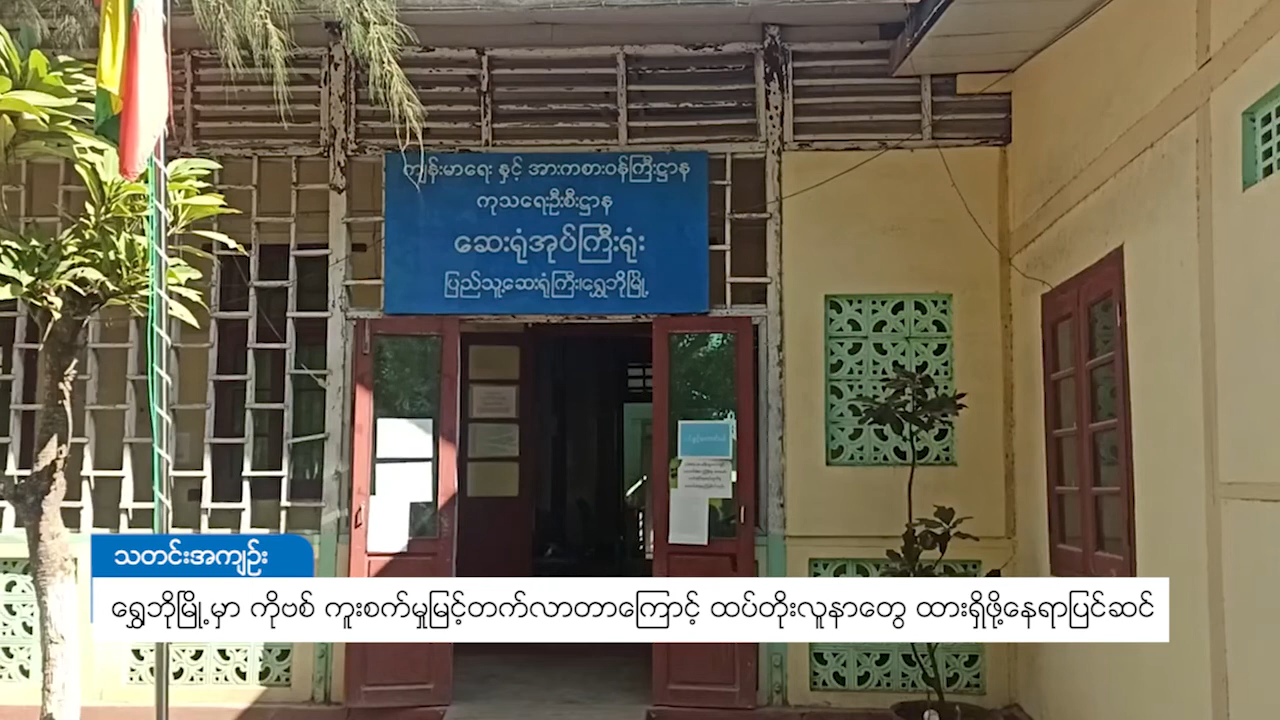 ကျန်းမာရေး နှင့် အားကစားဝန်ကြီးဌာန
ကုသရေးဦးစီးဌာန
ဆေးရုံအုပ်ကြီးရုံး
ပြည်သူ့ဆေးရုံကြီး၊ရွှေဘိုမြို့
သတင်းအကျဉ်း
ရွှေဘိုမြို့မှာ ကိုဗစ် ကူးစက်မှုမြင့်တက်လာတာကြောင့် ထပ်တိုးလူနာတွေ ထားရှိဖို့နေရာပြင်ဆင်